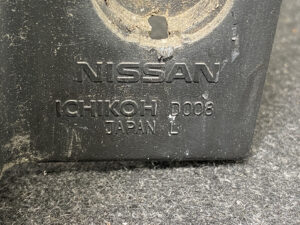 NISSAN
ICHIKOH D006
JAPAN L